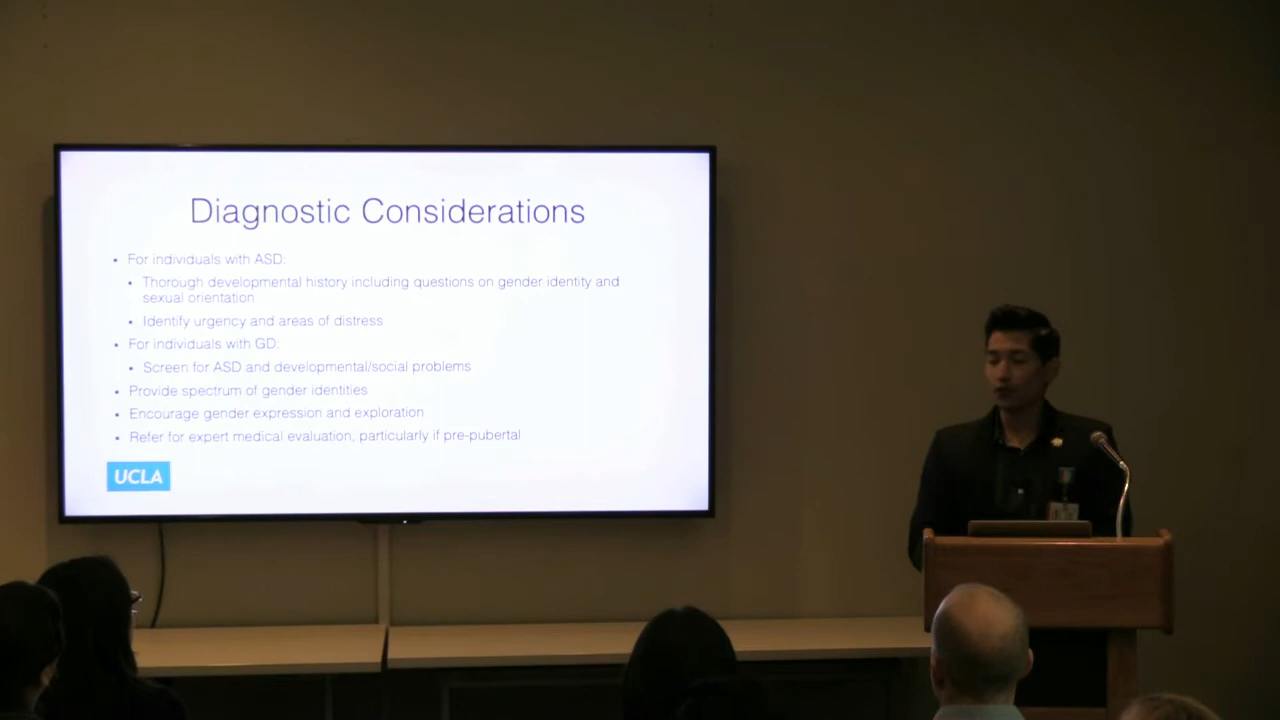 Diagnostic Considerations
• For individuals with ASD:
• Thorough developmental history including questions on gender identity and
sexual orientation
• Identify urgency and areas of distress
• For individuals with GD:
• Screen for ASD and developmental/social problems
• Provide spectrum of gender identities
• Encourage gender expression and exploration
• Refer for expert medical evaluation, particularly if pre-pubertal
UCLA